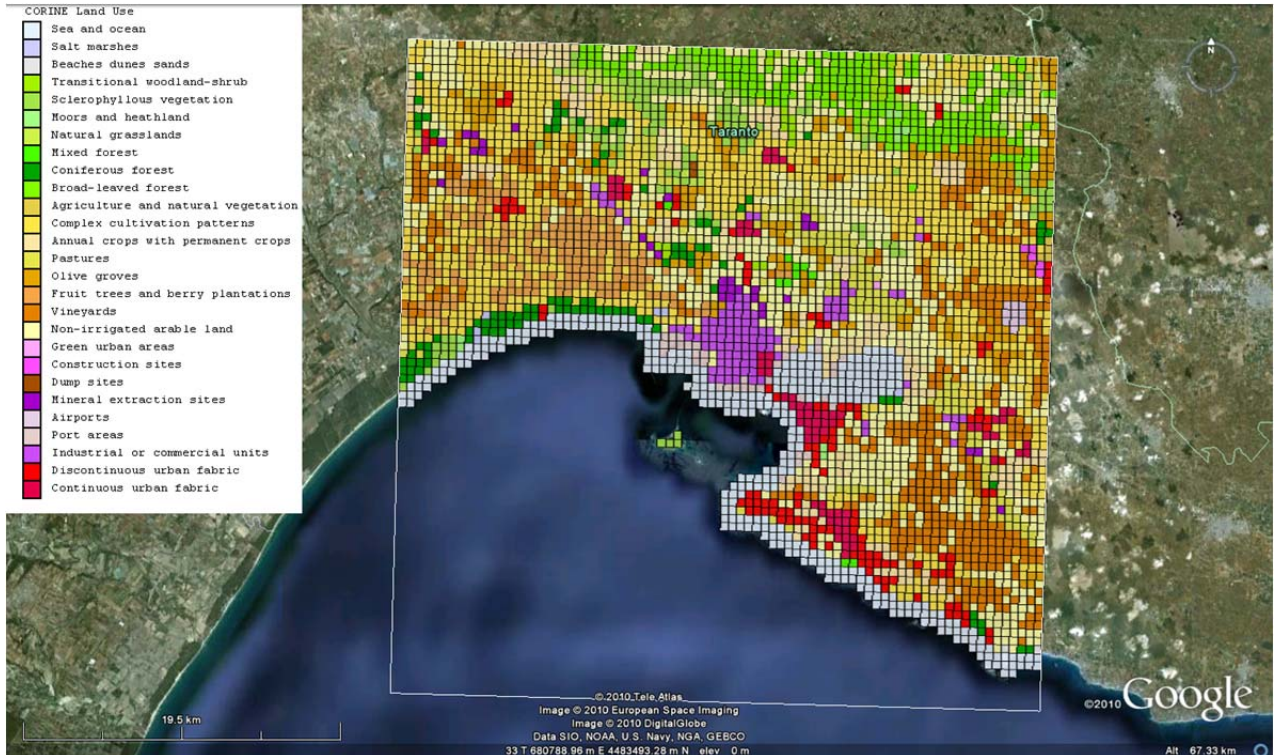 CORINE Land Use
Sea and ocean
Salt marshes
Beaches dunes sands
Transitional woodland-shrub
Sclerophyllous vegetation
Moors and heathland
Natural grasslands
Mixed forest
Coniferous forest
Broad-leaved forest
Agriculture and natural vegetation
Complex cultivation patterns
Annual crops with permanent crops
Pastures
Olive groves
Fruit trees and berry plantations
Vineyards
Non-irrigated arable land
Green urban areas
Construction sites
Dump sites
Mineral extraction sites
Airports
Port areas
Industrial or commercial units
Discontinuous urban fabric
Continuous urban fabric
N
Taranto
19.5 km
© 2010 Tele Atlas
Image © 2010 European Space Imaging
Image © 2010 DigitalGlobe
Data SIO, NOAA, U.S. Navy, NGA, GEBCO
33 T 680788.96 m E 4483493.28 m N elev 0 m
©2010 Google
Alt 67.33 km